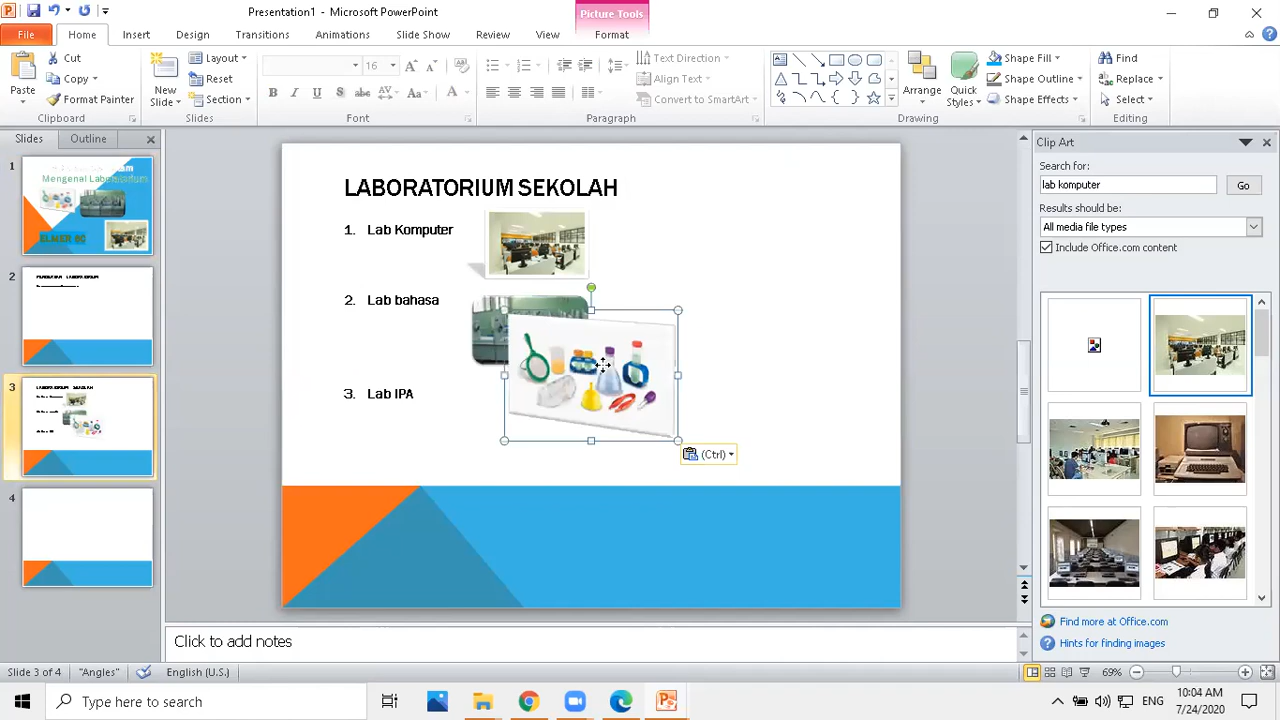 Presentation1 - Microsoft PowerPoint
Picture Tools
File Home Insert Design Transitions Animations Slide Show Review View Format
Paste
Cut
Copy
Format Painter
Clipboard
New Slide
Layout
Reset
Section
Slides
16
Font
Text Direction
Align Text
Convert to SmartArt
Paragraph
Arrange
Quick Styles
Shape Fill
Shape Outline
Shape Effects
Drawing
Find
Replace
Select
Editing
Slides Outline
1
Mengenal Laboratorium
2
3
LABORATORIUM SEKOLAH
4
LABORATORIUM SEKOLAH
1. Lab Komputer
2. Lab bahasa
3. Lab IPA
(Ctrl)
Click to add notes
Clip Art
Search for:
lab komputer
Go
Results should be:
All media file types
Include Office.com content
Find more at Office.com
Hints for finding images
Slide 3 of 4 "Angles" English (U.S.) 69%
Type here to search
ENG
10:04 AM
7/24/2020